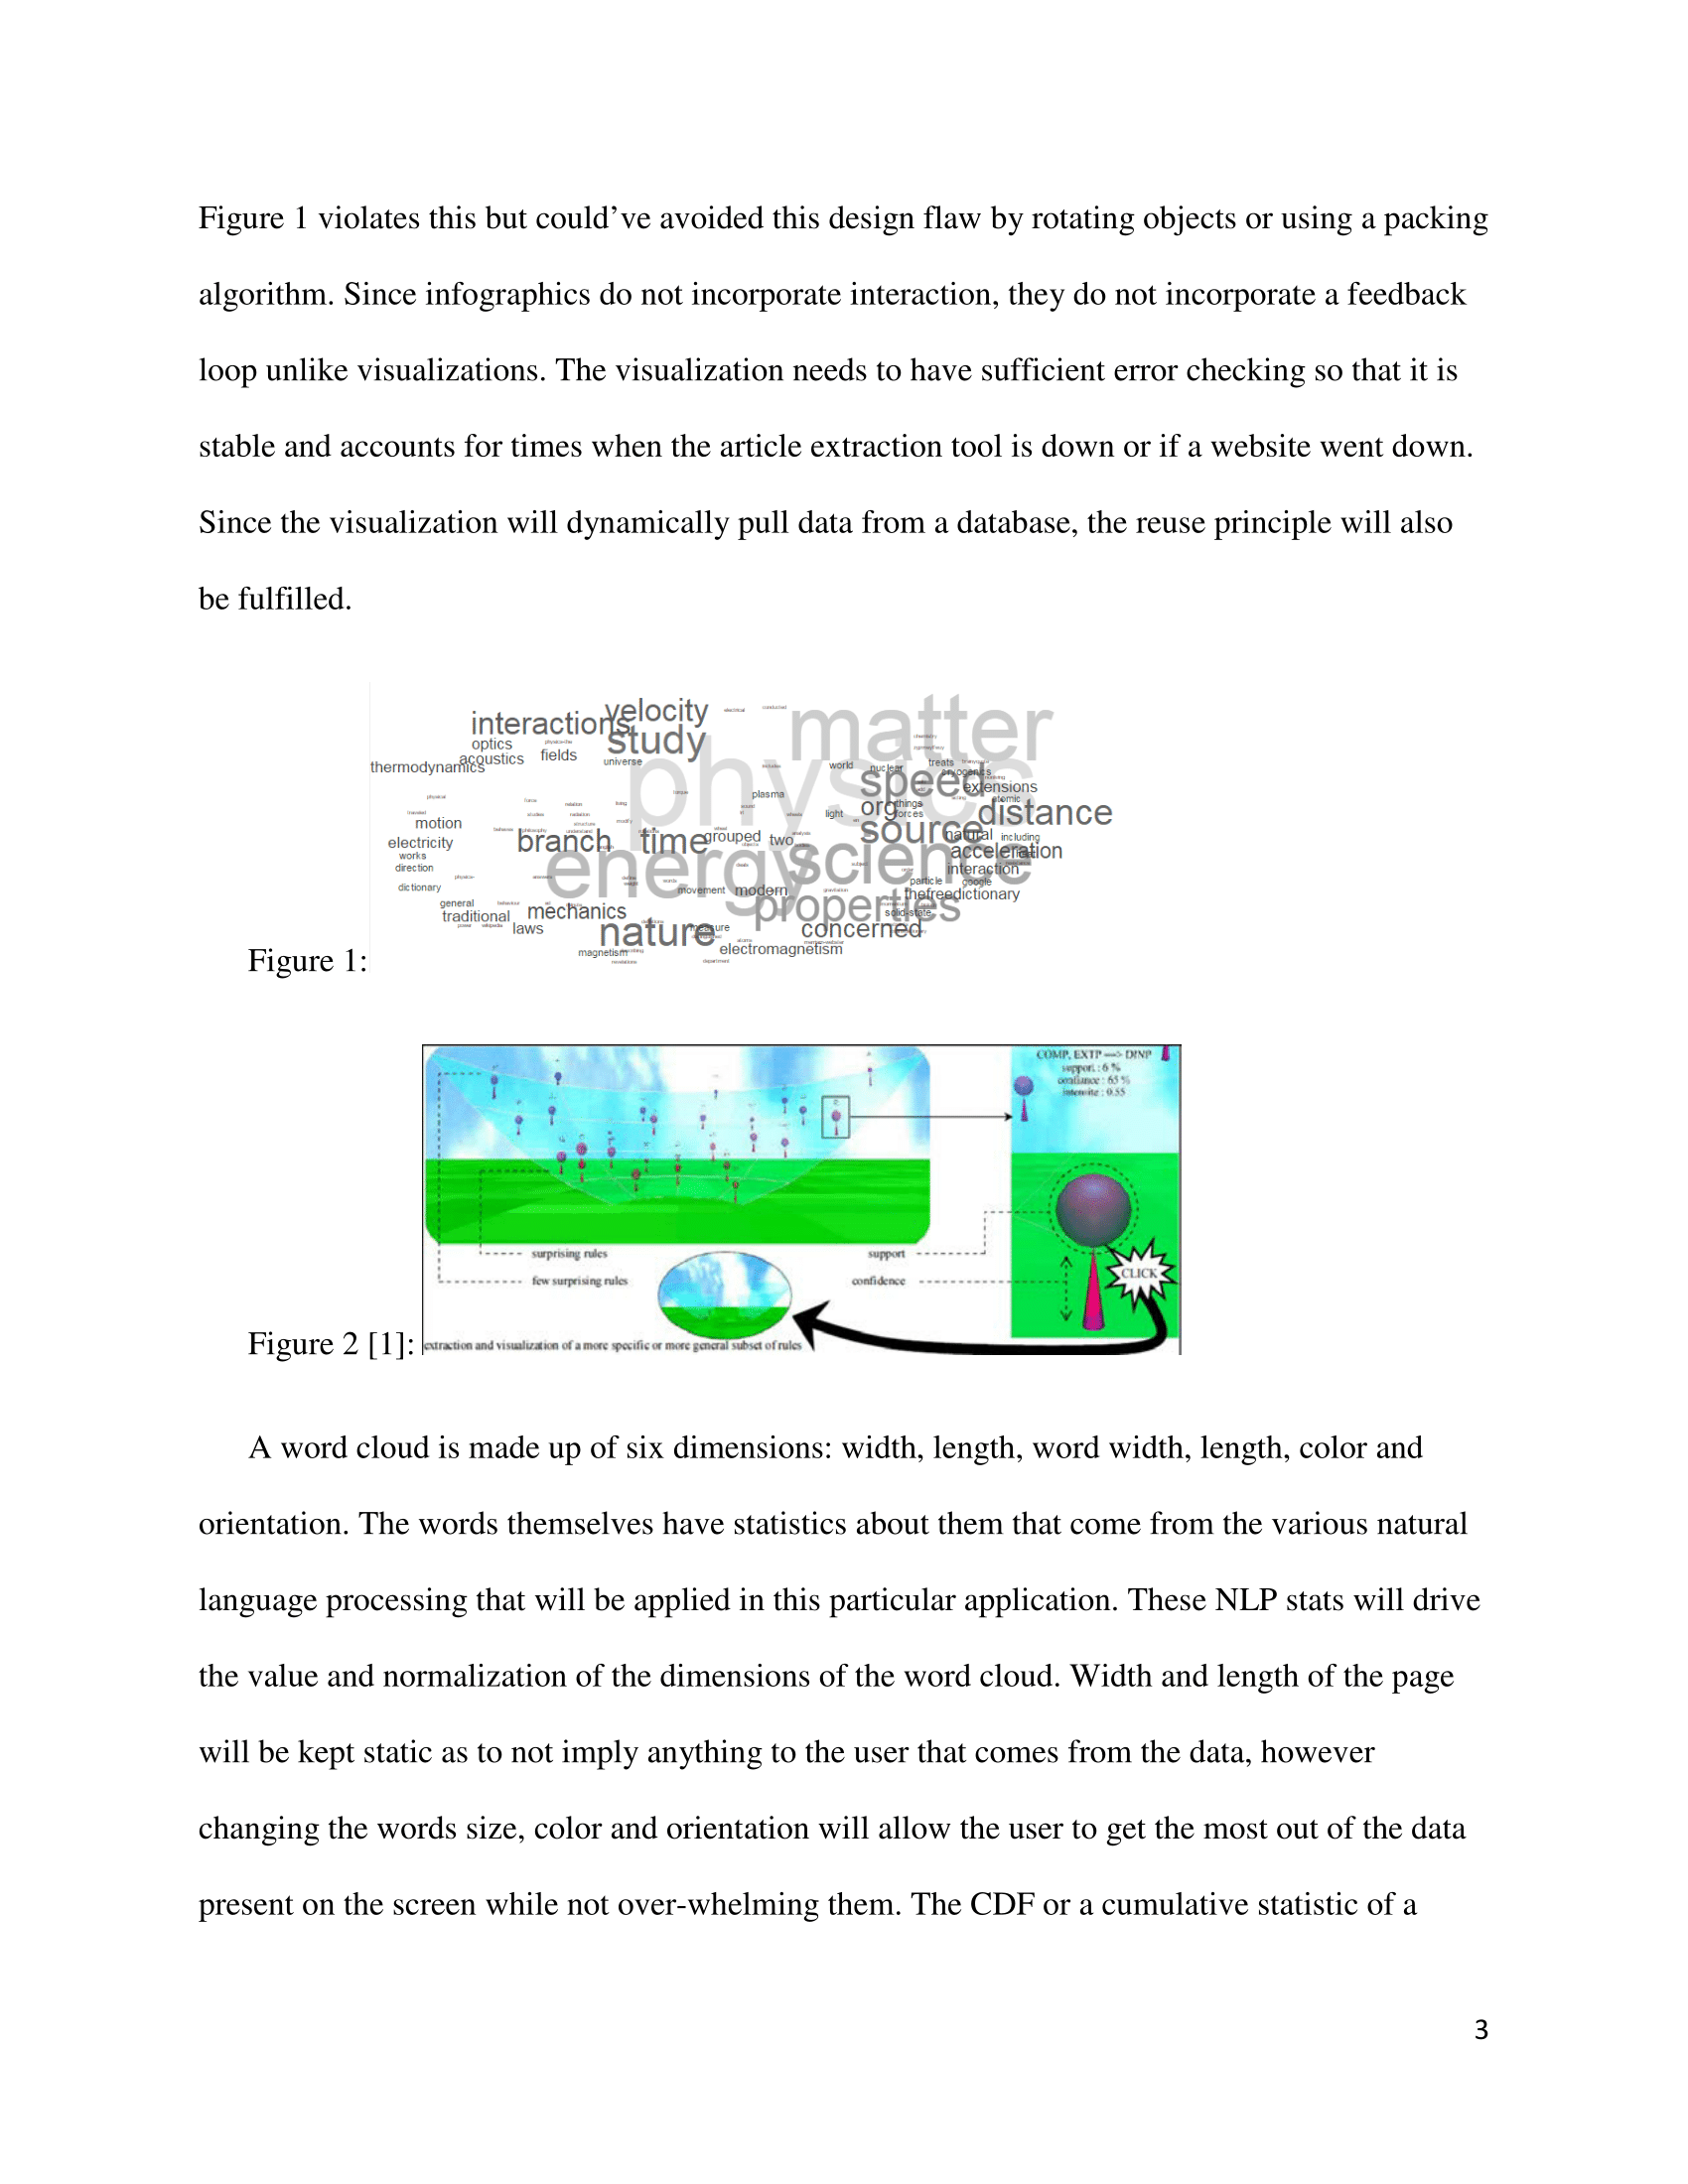 Figure 1 violates this but could’ve avoided this design flaw by rotating objects or using a packing
algorithm. Since infographics do not incorporate interaction, they do not incorporate a feedback
loop unlike visualizations. The visualization needs to have sufficient error checking so that it is
stable and accounts for times when the article extraction tool is down or if a website went down.
Since the visualization will dynamically pull data from a database, the reuse principle will also
be fulfilled.
matter
velocity
interactions
study
physics
optics
acoustics
fields
universe
thermodynamics
world
nuclear
treats
cryogenics
speed
extensions
plasma
atomic
org
things
forces
distance
light
motion
source
natural
including
electricity
branch
time
grouped
two
works
science
acceleration
direction
energy
interaction
particle
google
dictionary
movement
modern
thefreedictionary
general
properties
traditional
mechanics
solid-state
laws
nature
measure
concerned
electromagnetism
magnetism
department
Figure 1:
COMP, EXTP ==> DINP
support : 6 %
confiance : 65 %
intensite : 0.55
surprising rules
few surprising rules
support
confidence
CLICK
extraction and visualization of a more specific or more general subset of rules
Figure 2 [1]:
A word cloud is made up of six dimensions: width, length, word width, length, color and
orientation. The words themselves have statistics about them that come from the various natural
language processing that will be applied in this particular application. These NLP stats will drive
the value and normalization of the dimensions of the word cloud. Width and length of the page
will be kept static as to not imply anything to the user that comes from the data, however
changing the words size, color and orientation will allow the user to get the most out of the data
present on the screen while not over-whelming them. The CDF or a cumulative statistic of a
3